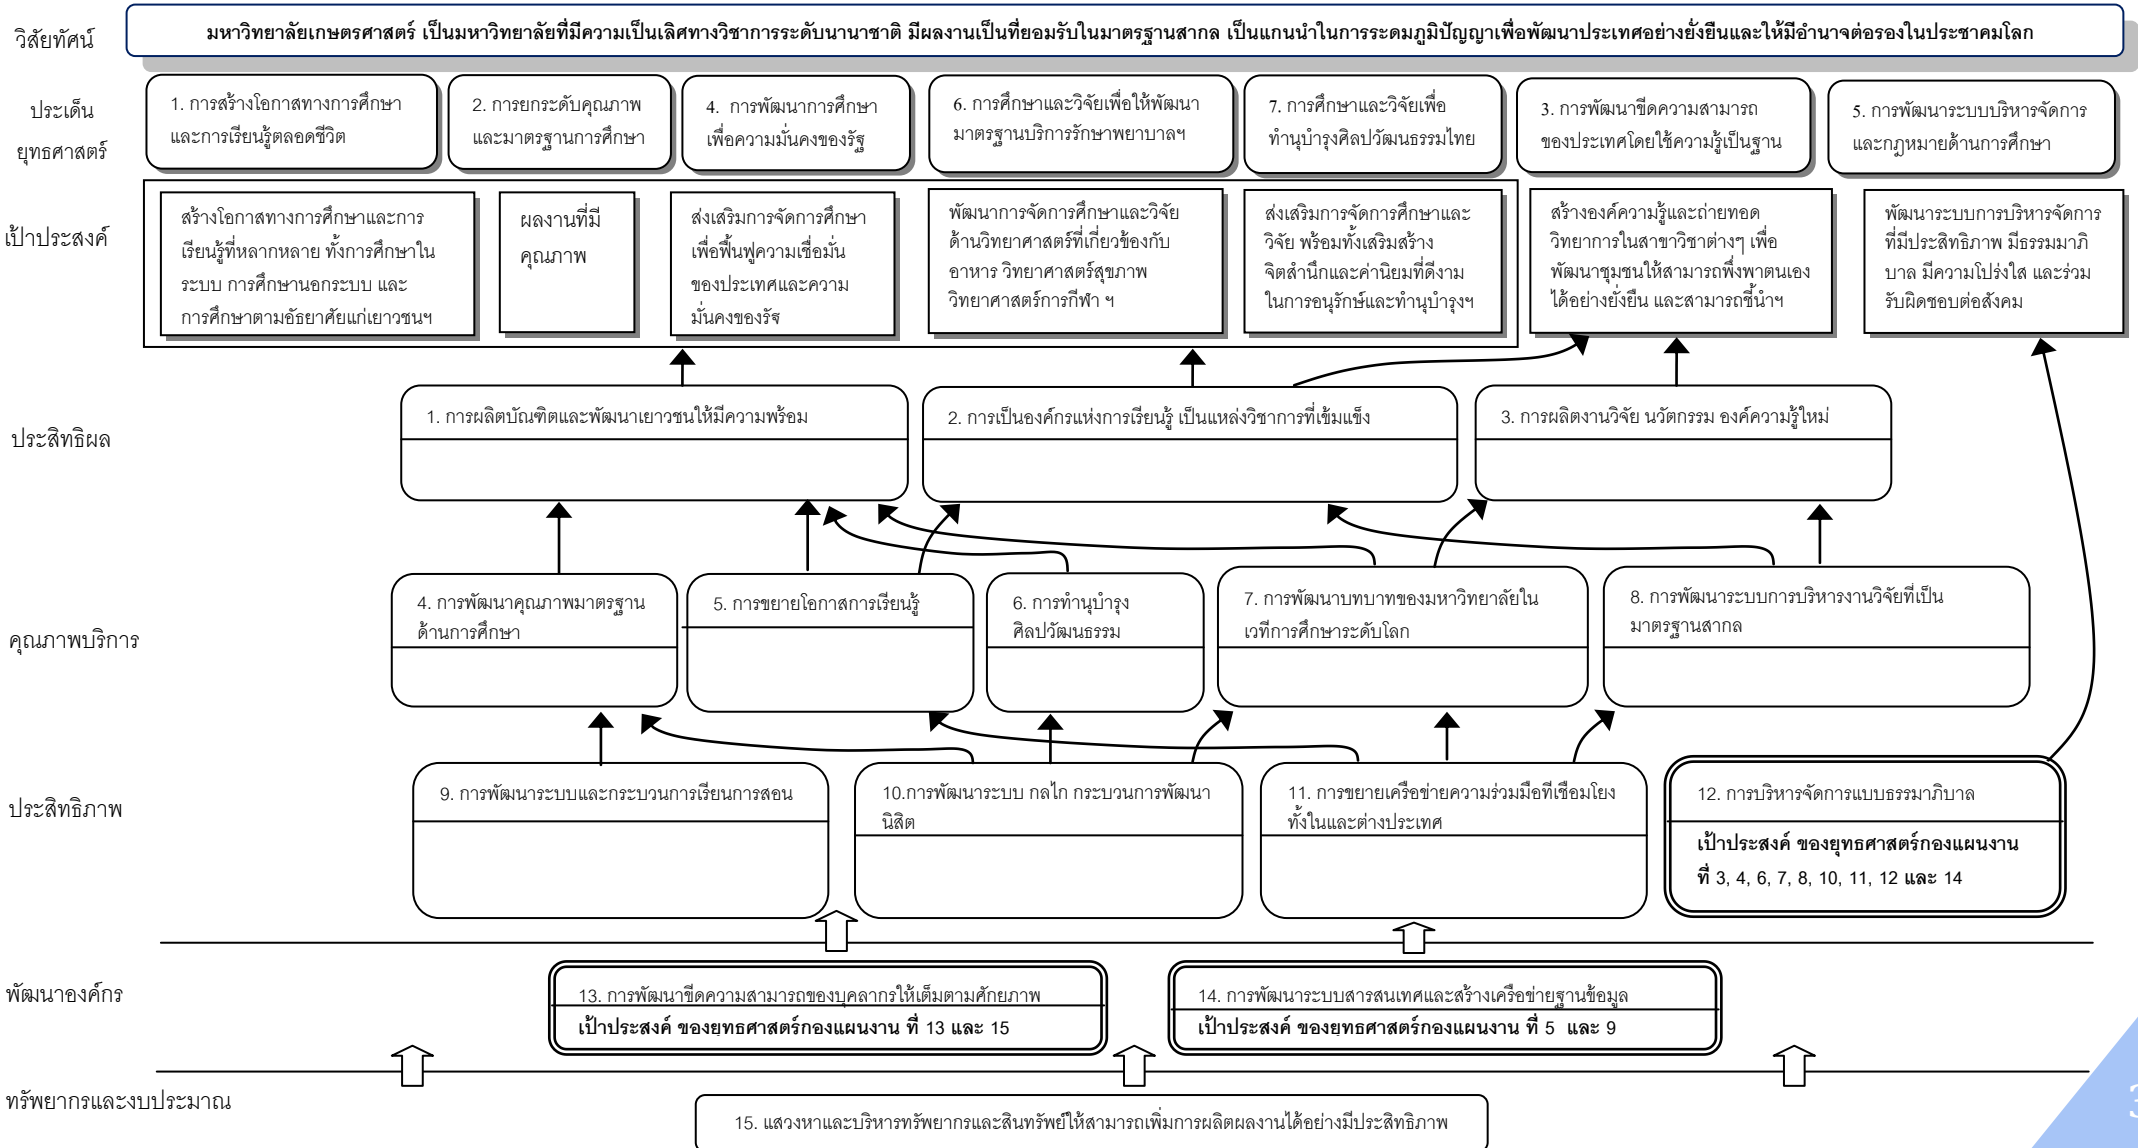 วิสัยทัศน์
มหาวิทยาลัยเกษตรศาสตร์ เป็นมหาวิทยาลัยที่มีความเป็นเลิศทางวิชาการระดับนานาชาติ มีผลงานเป็นที่ยอมรับในมาตรฐานสากล เป็นแกนนำในการระดมภูมิปัญญาเพื่อพัฒนาประเทศอย่างยั่งยืนและให้มีอำนาจต่อรองในประชาคมโลก
ประเด็น
ยุทธศาสตร์
1. การสร้างโอกาสทางการศึกษา
และการเรียนรู้ตลอดชีวิต
2. การยกระดับคุณภาพ
และมาตรฐานการศึกษา
4. การพัฒนาการศึกษา
เพื่อความมั่นคงของรัฐ
6. การศึกษาและวิจัยเพื่อให้พัฒนา
มาตรฐานบริการรักษาพยาบาลฯ
7. การศึกษาและวิจัยเพื่อ
ทำนุบำรุงศิลปวัฒนธรรมไทย
3. การพัฒนาขีดความสามารถ
ของประเทศโดยใช้ความรู้เป็นฐาน
5. การพัฒนาระบบบริหารจัดการ
และกฎหมายด้านการศึกษา
เป้าประสงค์
สร้างโอกาสทางการศึกษาและการ
เรียนรู้ที่หลากหลาย ทั้งการศึกษาใน
ระบบ การศึกษานอกระบบ และ
การศึกษาตามอัธยาศัยแก่เยาวชนฯ
ผลงานที่มี
คุณภาพ
ส่งเสริมการจัดการศึกษา
เพื่อฟื้นฟูความเชื่อมั่น
ของประเทศและความ
มั่นคงของรัฐ
พัฒนาการจัดการศึกษาและวิจัย
ด้านวิทยาศาสตร์ที่เกี่ยวข้องกับ
อาหาร วิทยาศาสตร์สุขภาพ
วิทยาศาสตร์การกีฬา ฯ
ส่งเสริมการจัดการศึกษาและ
วิจัย พร้อมทั้งเสริมสร้าง
จิตสำนึกและค่านิยมที่ดีงาม
ในการอนุรักษ์และทำนุบำรุงฯ
สร้างองค์ความรู้และถ่ายทอด
วิทยาการในสาขาวิชาต่างๆ เพื่อ
พัฒนาชุมชนให้สามารถพึ่งพาตนเอง
ได้อย่างยั่งยืน และสามารถชี้นำฯ
พัฒนาระบบการบริหารจัดการ
ที่มีประสิทธิภาพ มีธรรมมาภิ
บาล มีความโปร่งใส และร่วม
รับผิดชอบต่อสังคม
ประสิทธิผล
1. การผลิตบัณฑิตและพัฒนาเยาวชนให้มีความพร้อม
2. การเป็นองค์กรแห่งการเรียนรู้ เป็นแหล่งวิชาการที่เข้มแข็ง
3. การผลิตงานวิจัย นวัตกรรม องค์ความรู้ใหม่
คุณภาพบริการ
4. การพัฒนาคุณภาพมาตรฐาน
ด้านการศึกษา
5. การขยายโอกาสการเรียนรู้
6. การทำนุบำรุง
ศิลปวัฒนธรรม
7. การพัฒนาบทบาทของมหาวิทยาลัยใน
เวทีการศึกษาระดับโลก
8. การพัฒนาระบบการบริหารงานวิจัยที่เป็น
มาตรฐานสากล
ประสิทธิภาพ
9. การพัฒนาระบบและกระบวนการเรียนการสอน
10.การพัฒนาระบบ กลไก กระบวนการพัฒนา
นิสิต
11. การขยายเครือข่ายความร่วมมือที่เชื่อมโยง
ทั้งในและต่างประเทศ
12. การบริหารจัดการแบบธรรมาภิบาล
เป้าประสงค์ ของยุทธศาสตร์กองแผนงาน
ที่ 3, 4, 6, 7, 8, 10, 11, 12 และ 14
พัฒนาองค์กร
13. การพัฒนาขีดความสามารถของบุคลากรให้เต็มตามศักยภาพ
เป้าประสงค์ ของยุทธศาสตร์กองแผนงาน ที่ 13 และ 15
14. การพัฒนาระบบสารสนเทศและสร้างเครือข่ายฐานข้อมูล
เป้าประสงค์ ของยุทธศาสตร์กองแผนงาน ที่ 5 และ 9
ทรัพยากรและงบประมาณ
15. แสวงหาและบริหารทรัพยากรและสินทรัพย์ให้สามารถเพิ่มการผลิตผลงานได้อย่างมีประสิทธิภาพ